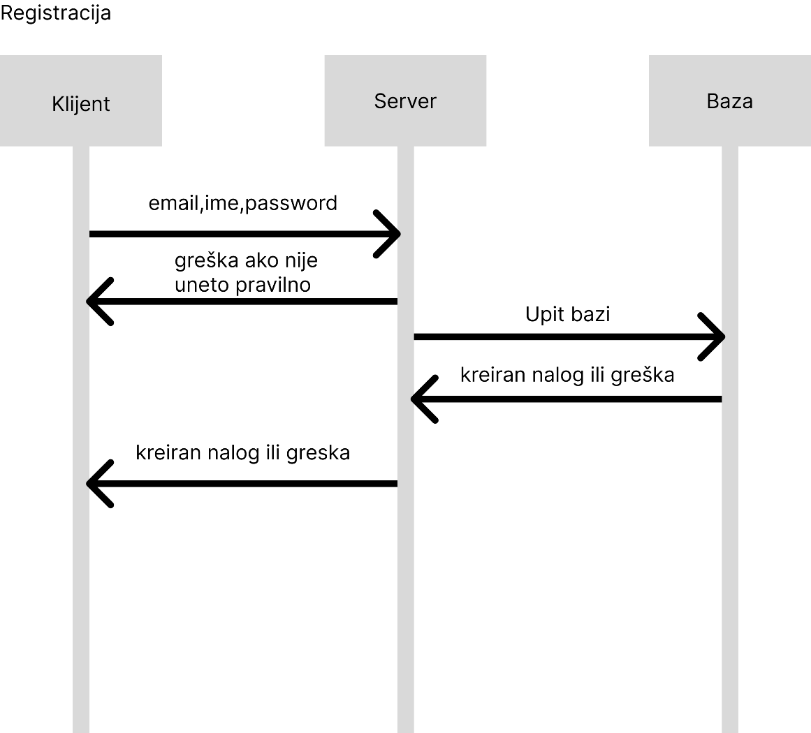 Registracija
Klijent
Server
Baza
email,ime,password
greška ako nije
uneto pravilno
Upit bazi
kreiran nalog ili greška
kreiran nalog ili greska